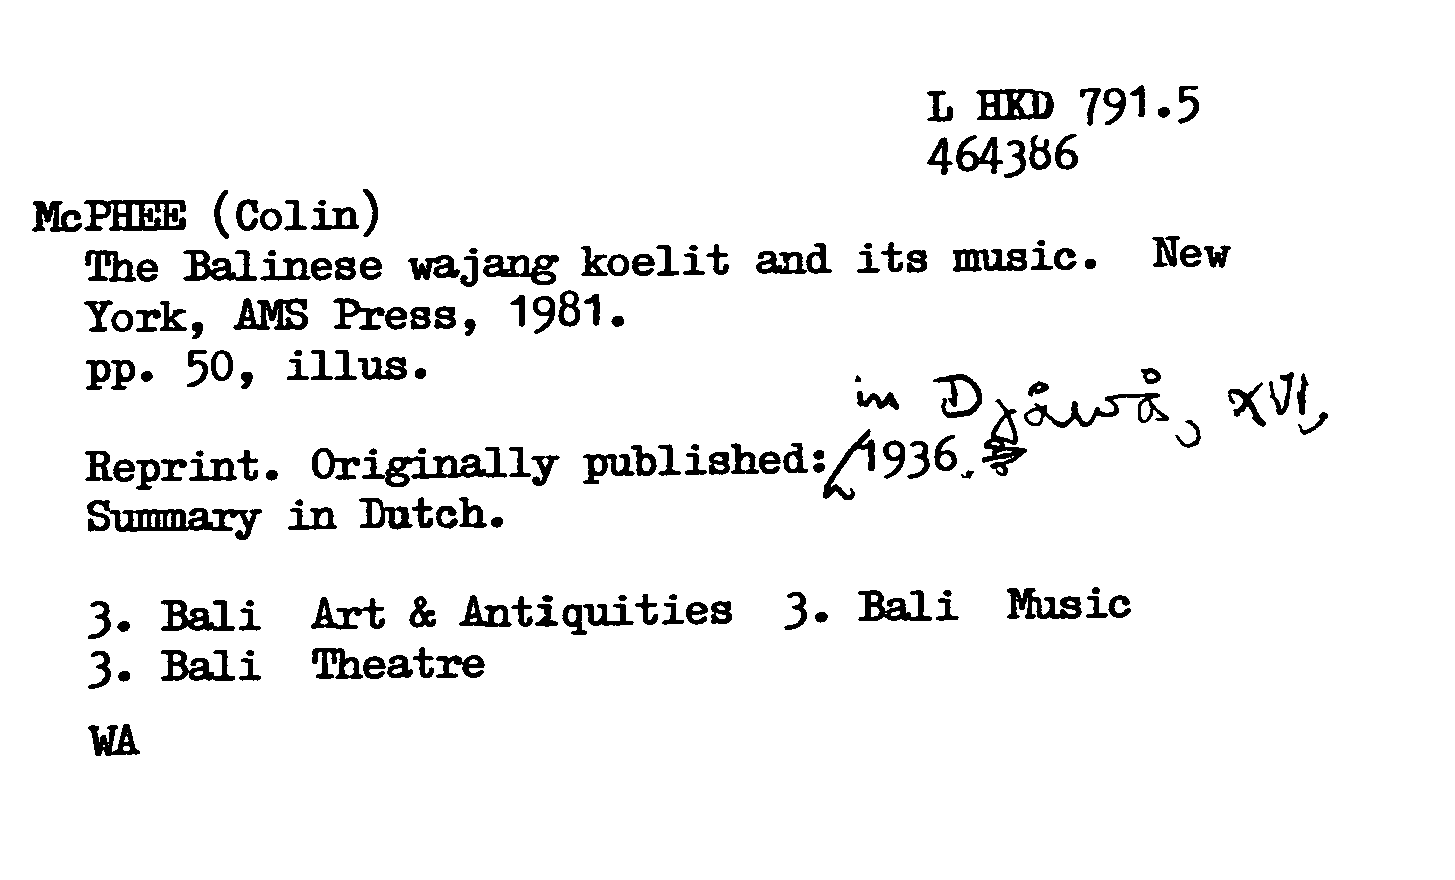 L HKD 791.5
464386
McPHEE (Colin)
The Balinese wajang koelit and its music. New
York, AMS Press, 1981.
pp. 50, illus.
in Djåwå, XVI,
Reprint. Originally published: 1936.
Summary in Dutch.
3. Bali Art & Antiquities 3. Bali Music
3. Bali Theatre
WA